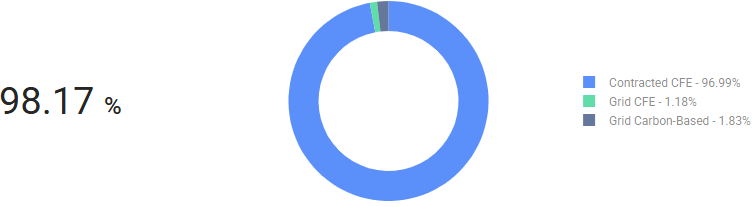 98.17 %
Contracted CFE - 96.99%
Grid CFE - 1.18%
Grid Carbon-Based - 1.83%